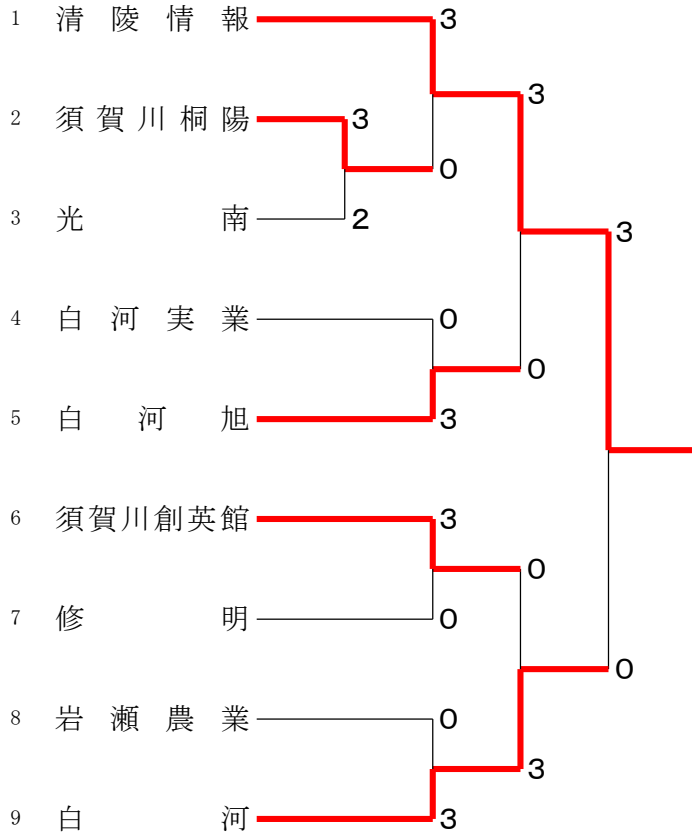 1 清陵情報 3
3
2 須賀川桐陽 3
0
3 光南 2
3
4 白河実業 0
0
5 白河旭 3
6 須賀川創英館 3
0
7 修明 0
0
8 岩瀬農業 0
3
9 白河 3